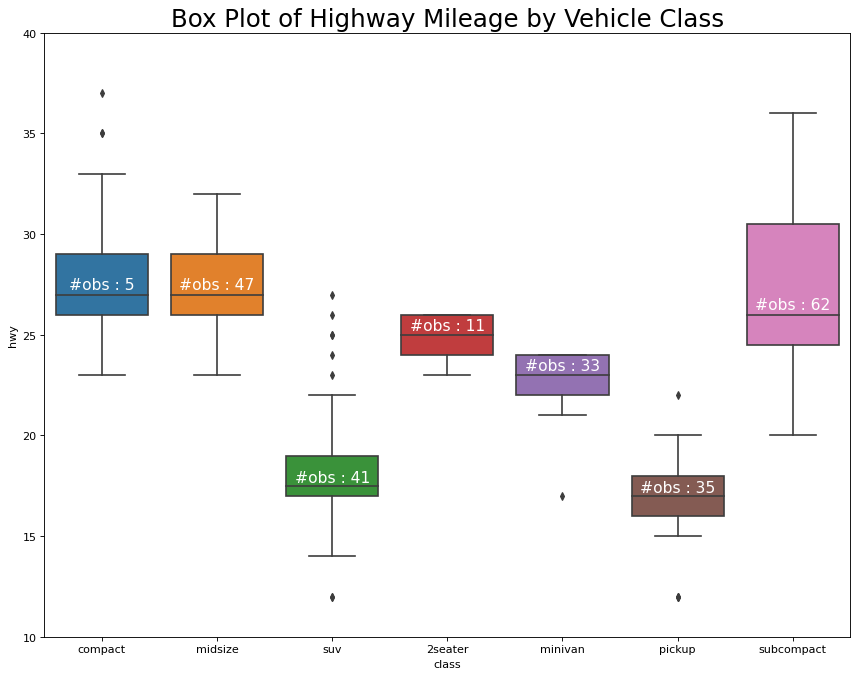 Box Plot of Highway Mileage by Vehicle Class
40
35
30
25
20
15
10
hwy
#obs : 5
#obs : 47
#obs : 41
#obs : 11
#obs : 33
#obs : 35
#obs : 62
compact midsize suv 2seater minivan pickup subcompact
class